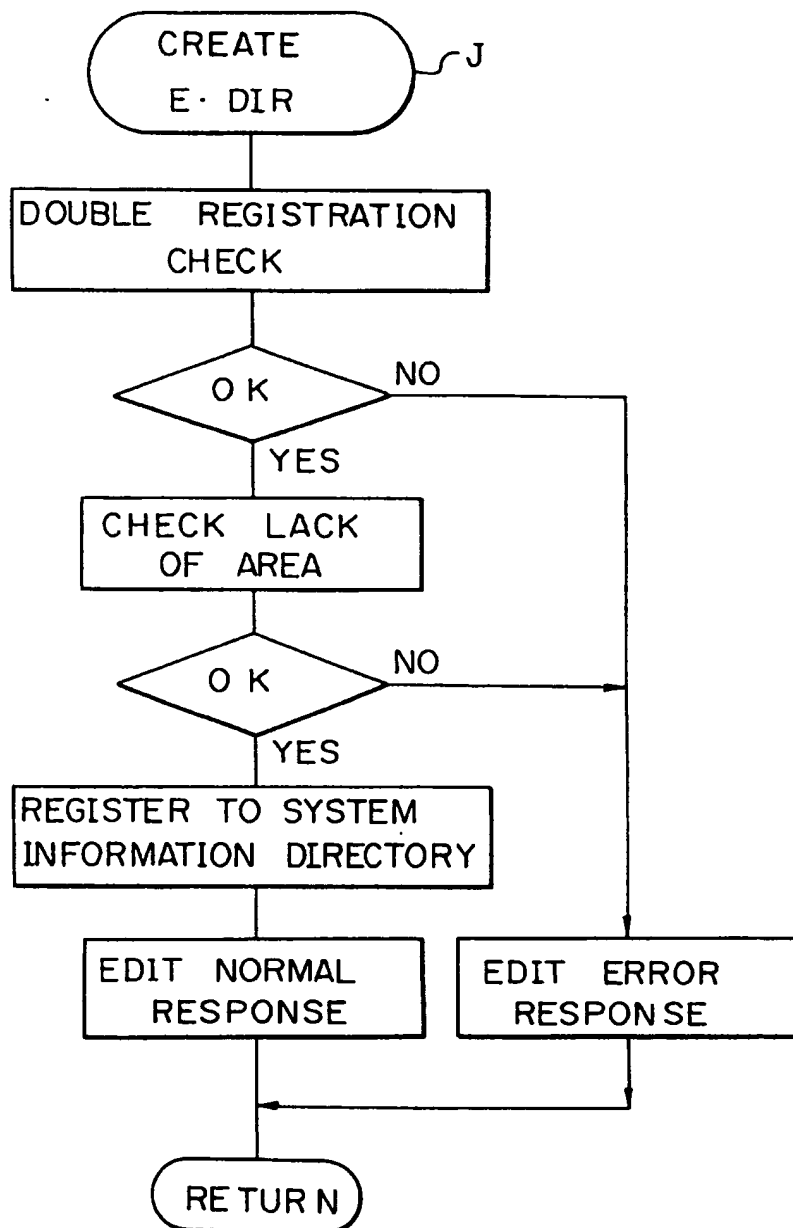 CREATE
E·DIR
J
DOUBLE REGISTRATION
CHECK
OK
NO
YES
CHECK LACK
OF AREA
OK
NO
YES
REGISTER TO SYSTEM
INFORMATION DIRECTORY
EDIT NORMAL
RESPONSE
EDIT ERROR
RESPONSE
RETURN